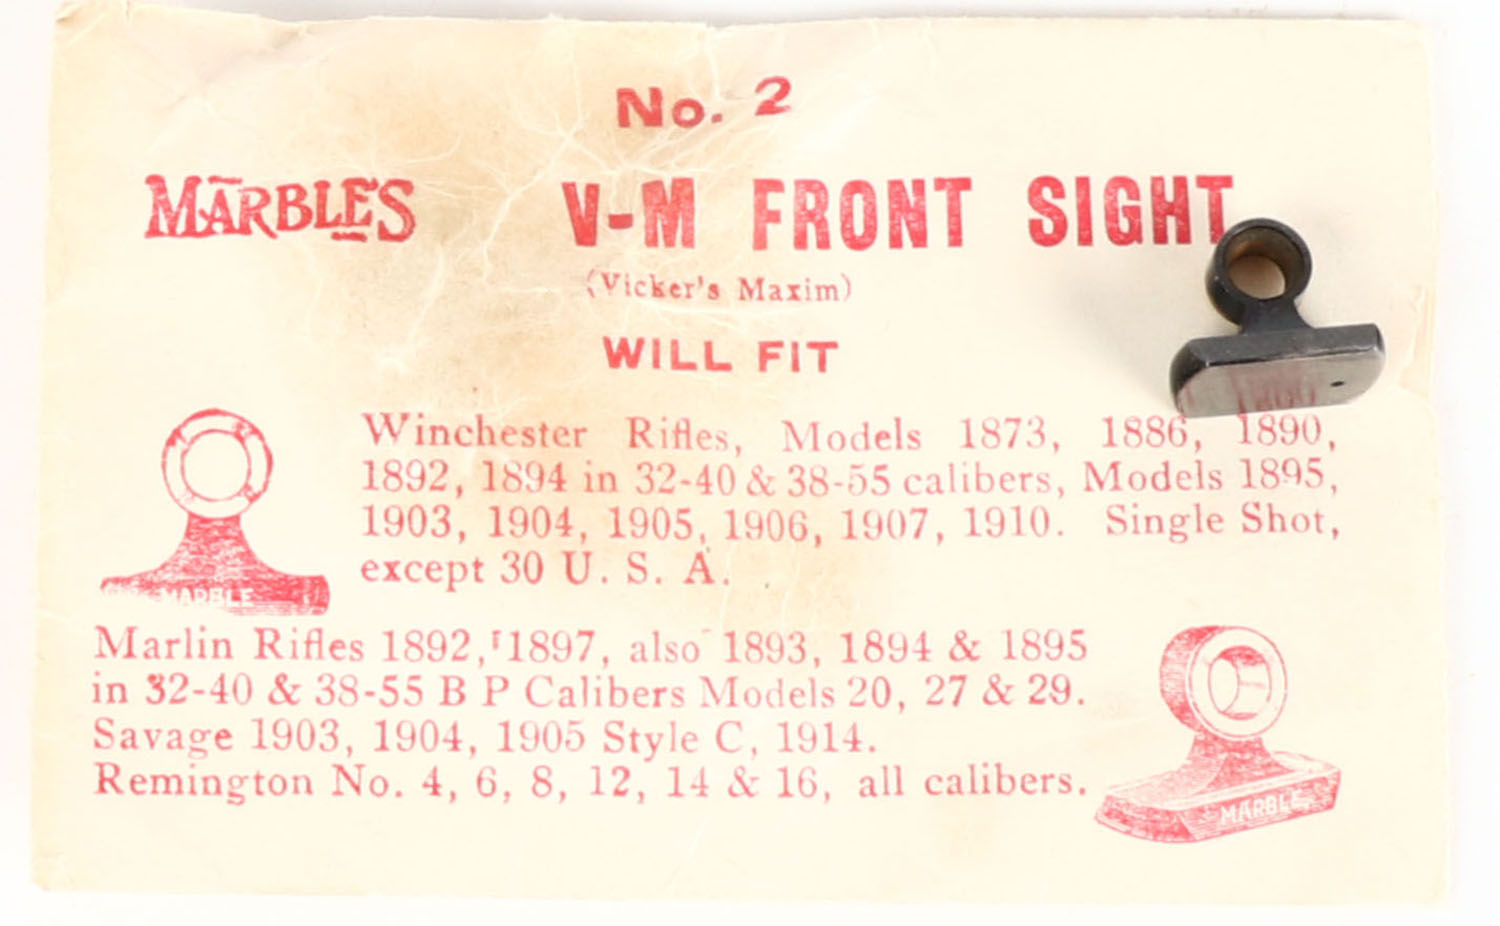 No. 2
MARBLE'S V-M FRONT SIGHT
(Vicker's Maxim)
WILL FIT
Winchester Rifles, Models 1873, 1886, 1890,
1892, 1894 in 32-40 & 38-55 calibers, Models 1895,
1903, 1904, 1905, 1906, 1907, 1910. Single Shot,
except 30 U. S. A.
MARBLE
Marlin Rifles 1892, 1897, also 1893, 1894 & 1895
in 32-40 & 38-55 B P Calibers Models 20, 27 & 29.
Savage 1903, 1904, 1905 Style C, 1914.
Remington No. 4, 6, 8, 12, 14 & 16, all calibers.
MARBLE